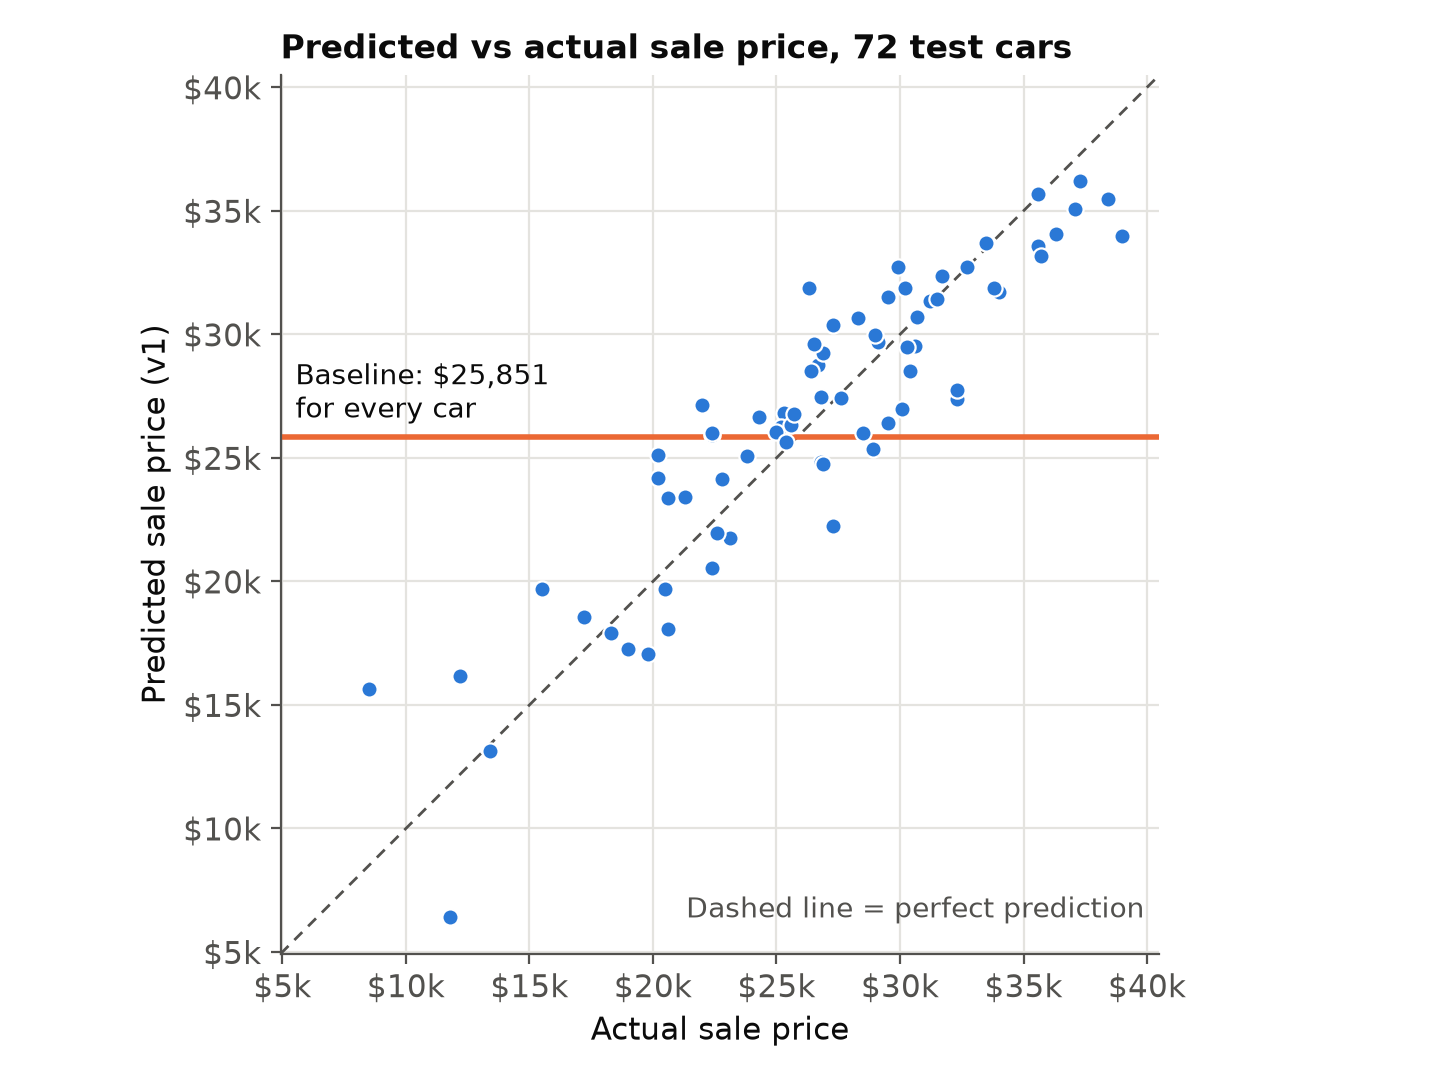 Predicted vs actual sale price, 72 test cars
Predicted sale price (v1)
$40k
$35k
$30k
$25k
$20k
$15k
$10k
$5k
Baseline: $25,851
for every car
Dashed line = perfect prediction
$5k
$10k
$15k
$20k
$25k
$30k
$35k
$40k
Actual sale price